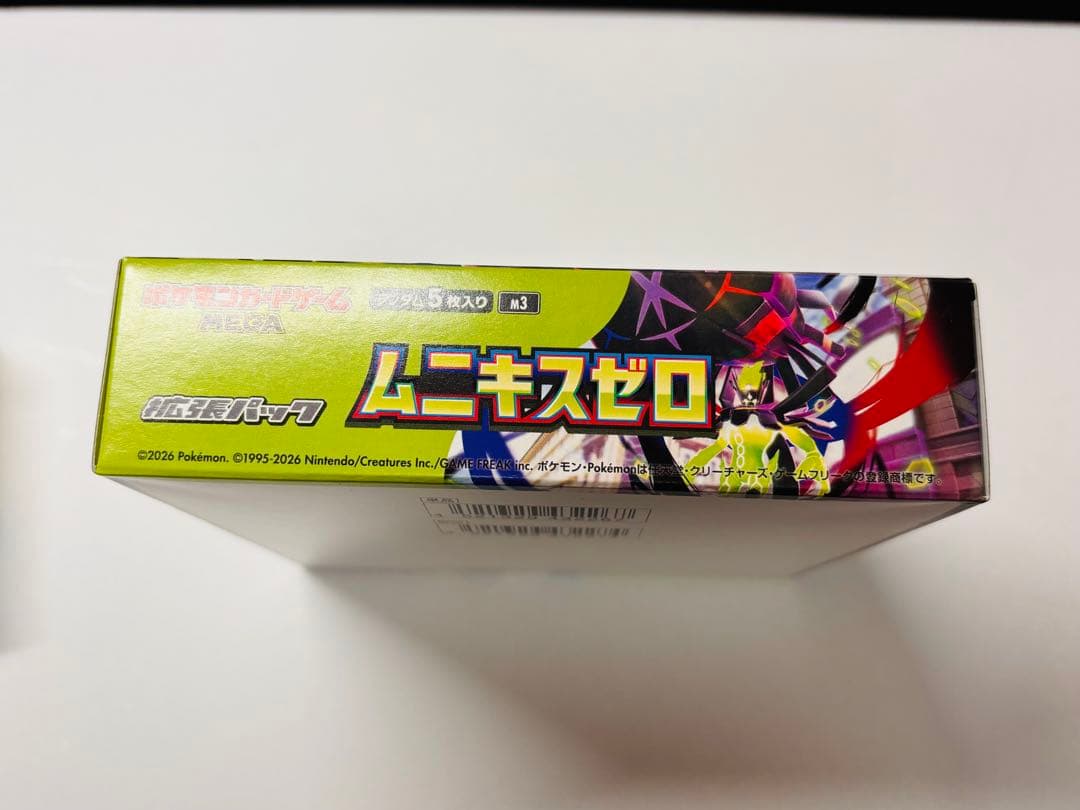 ポケモンカードゲーム
MEGA
ランダム5枚入り M3
ムニキスゼロ
拡張パック
©2026 Pokémon. ©1995-2026 Nintendo/Creatures Inc./GAME FREAK inc. ポケモン・Pokémonは任天堂・クリーチャーズ・ゲームフリークの登録商標です。